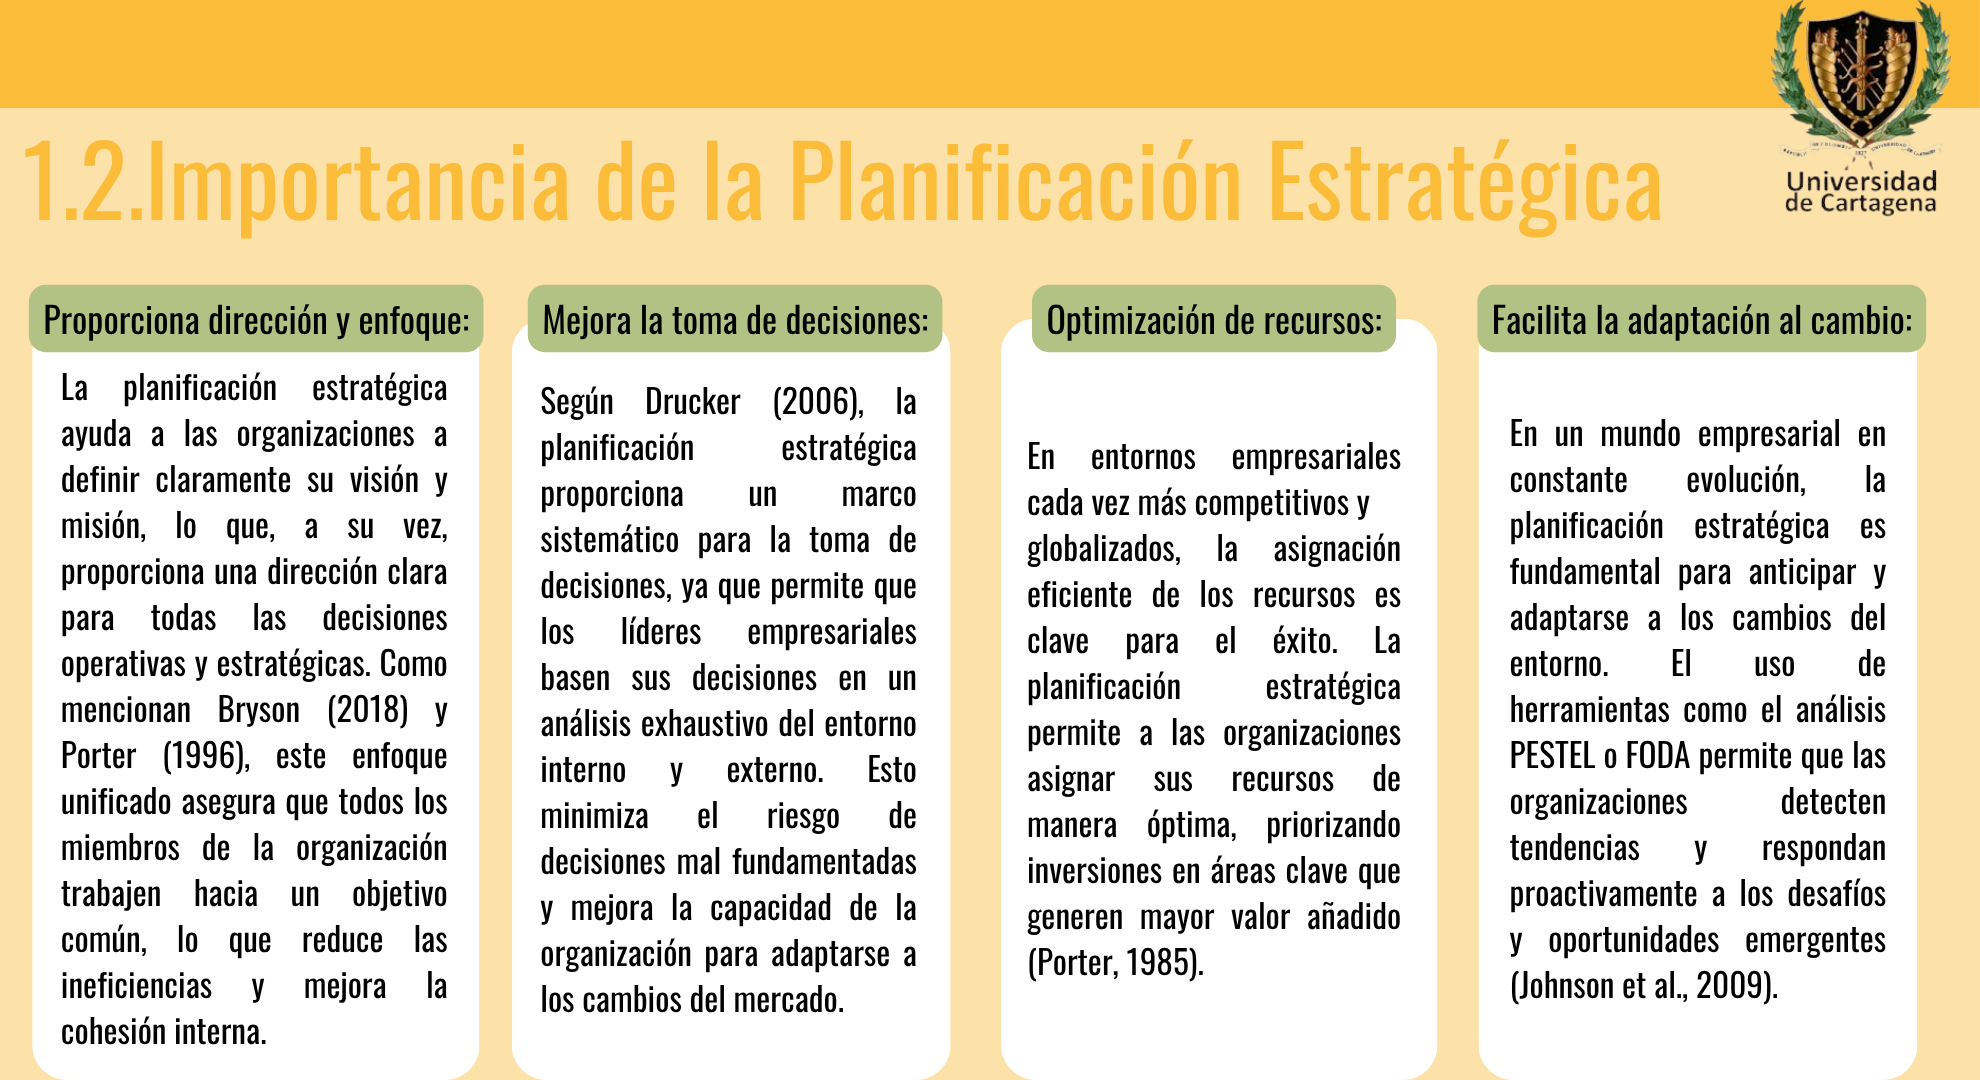 1.2.Importancia de la Planificación Estratégica
Universidad
de Cartagena
Proporciona dirección y enfoque:
La planificación estratégica
ayuda a las organizaciones a
definir claramente su visión y
misión, lo que, a su vez,
proporciona una dirección clara
para todas las decisiones
operativas y estratégicas. Como
mencionan Bryson (2018) y
Porter (1996), este enfoque
unificado asegura que todos los
miembros de la organización
trabajen hacia un objetivo
común, lo que reduce las
ineficiencias y mejora la
cohesión interna.
Mejora la toma de decisiones:
Según Drucker (2006), la
planificación estratégica
proporciona un marco
sistemático para la toma de
decisiones, ya que permite que
los líderes empresariales
basen sus decisiones en un
análisis exhaustivo del entorno
interno y externo. Esto
minimiza el riesgo de
decisiones mal fundamentadas
y mejora la capacidad de la
organización para adaptarse a
los cambios del mercado.
Optimización de recursos:
En entornos empresariales
cada vez más competitivos y
globalizados, la asignación
eficiente de los recursos es
clave para el éxito. La
planificación estratégica
permite a las organizaciones
asignar sus recursos de
manera óptima, priorizando
inversiones en áreas clave que
generen mayor valor añadido
(Porter, 1985).
Facilita la adaptación al cambio:
En un mundo empresarial en
constante evolución, la
planificación estratégica es
fundamental para anticipar y
adaptarse a los cambios del
entorno. El uso de
herramientas como el análisis
PESTEL o FODA permite que las
organizaciones detecten
tendencias y respondan
proactivamente a los desafíos
y oportunidades emergentes
(Johnson et al., 2009).